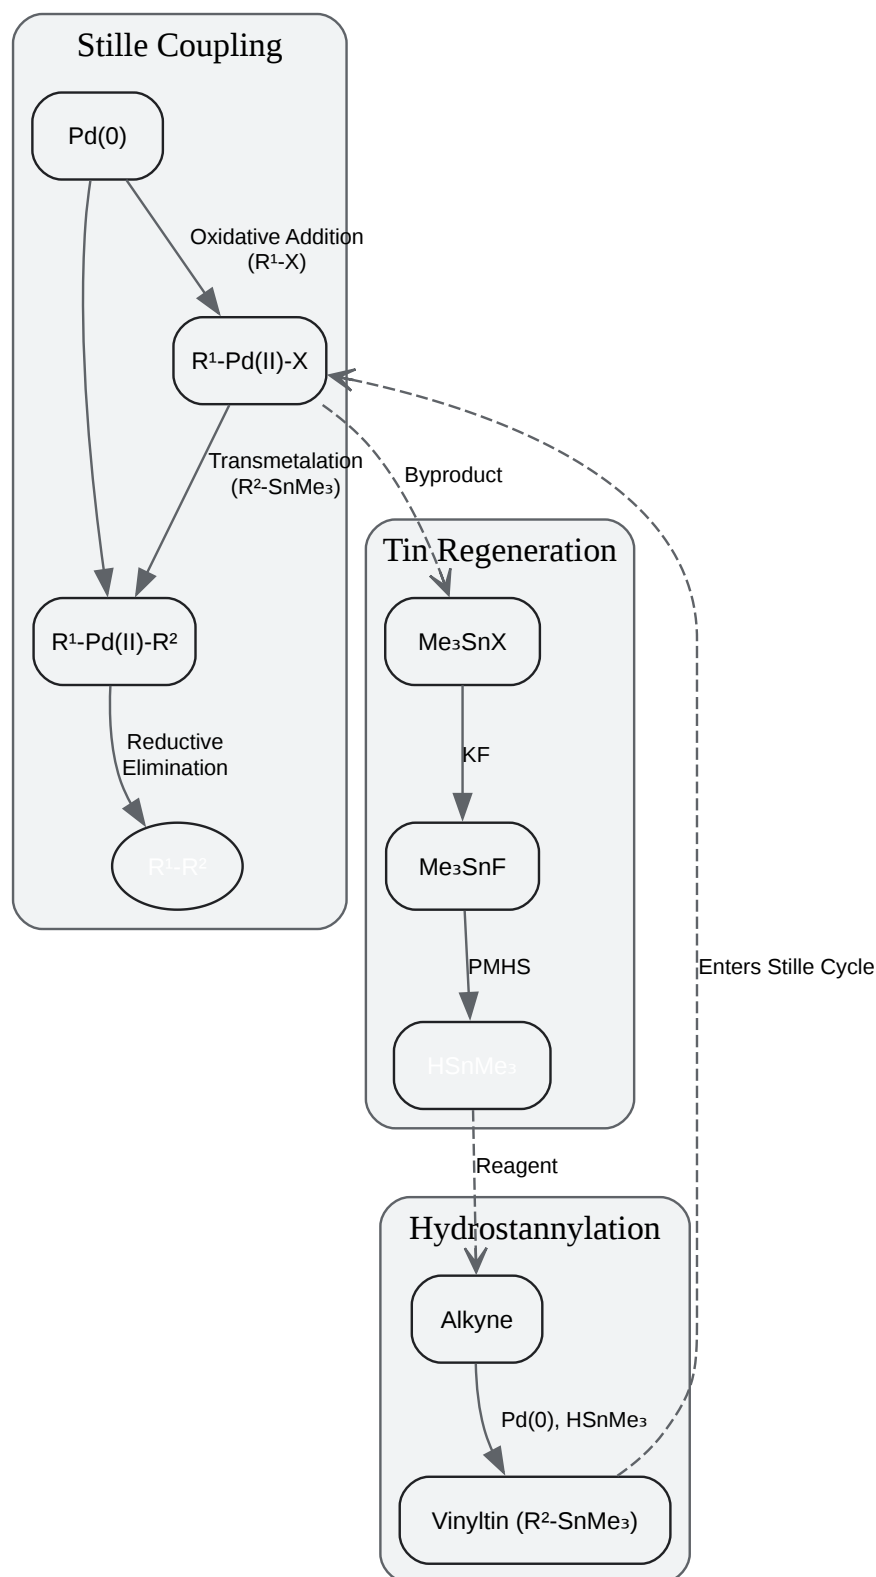 Stille Coupling
Pd(0)
Oxidative Addition
(R¹-X)
R¹-Pd(II)-X
Transmetalation
(R²-SnMe₃)
Byproduct
Tin Regeneration
R¹-Pd(II)-R²
Me₃SnX
Reductive
Elimination
KF
R¹-R²
Me₃SnF
PMHS
Enters Stille Cycle
HSnMe₃
Reagent
Hydrostannylation
Alkyne
Pd(0), HSnMe₃
Vinyltin (R²-SnMe₃)